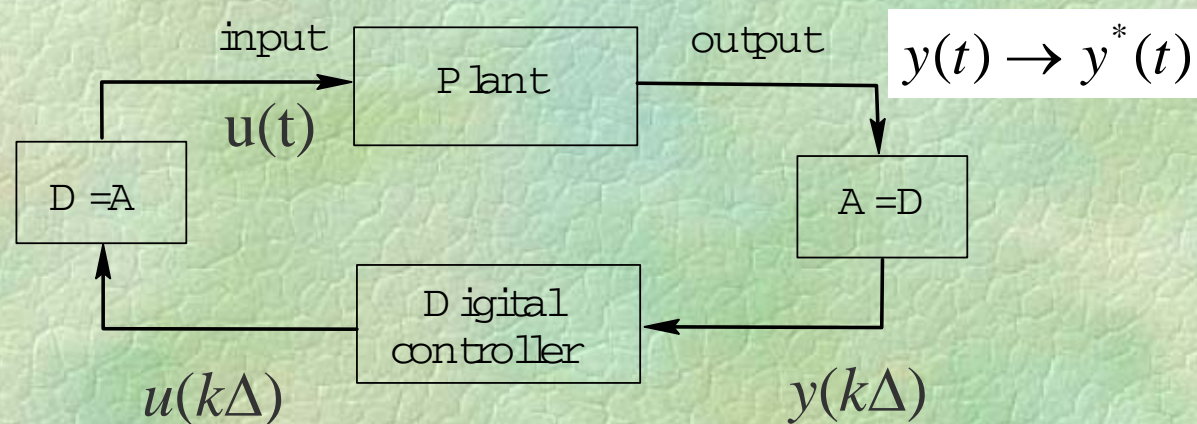 input
Plant
output
y(t) → y*(t)
u(t)
D =A
A =D
Digital
controller
u(kΔ)
y(kΔ)